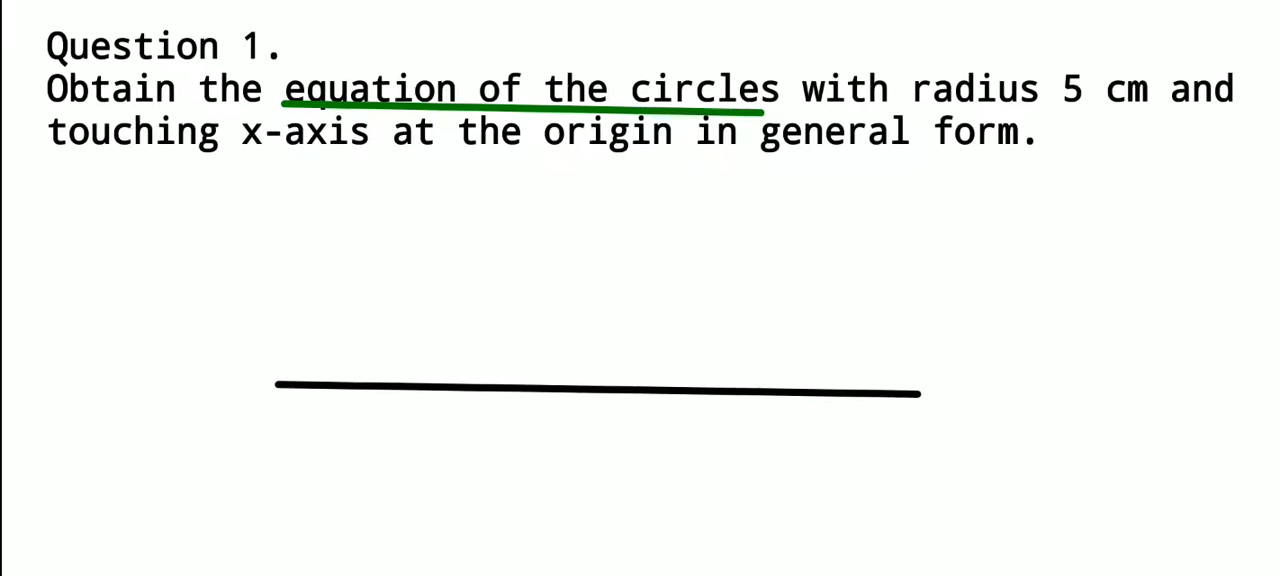 Question 1.
Obtain the equation of the circles with radius 5 cm and
touching x-axis at the origin in general form.